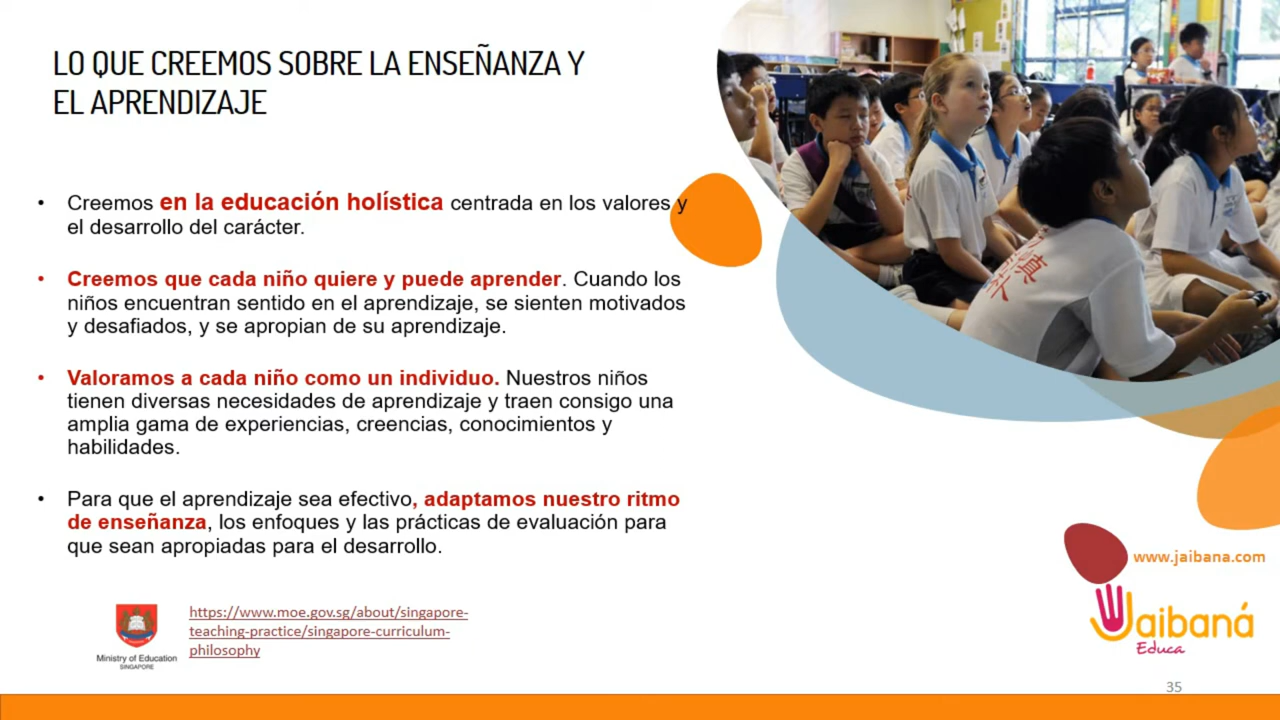 LO QUE CREEMOS SOBRE LA ENSEÑANZA Y
EL APRENDIZAJE
• Creemos en la educación holística centrada en los valores y
el desarrollo del carácter.
• Creemos que cada niño quiere y puede aprender. Cuando los
niños encuentran sentido en el aprendizaje, se sienten motivados
y desafiados, y se apropian de su aprendizaje.
• Valoramos a cada niño como un individuo. Nuestros niños
tienen diversas necesidades de aprendizaje y traen consigo una
amplia gama de experiencias, creencias, conocimientos y
habilidades.
• Para que el aprendizaje sea efectivo, adaptamos nuestro ritmo
de enseñanza, los enfoques y las prácticas de evaluación para
que sean apropiadas para el desarrollo.
Ministry of Education
SINGAPORE
https://www.moe.gov.sg/about/singapore-
teaching-practice/singapore-curriculum-
philosophy
www.jaibana.com
Jaibaná
Educa
35